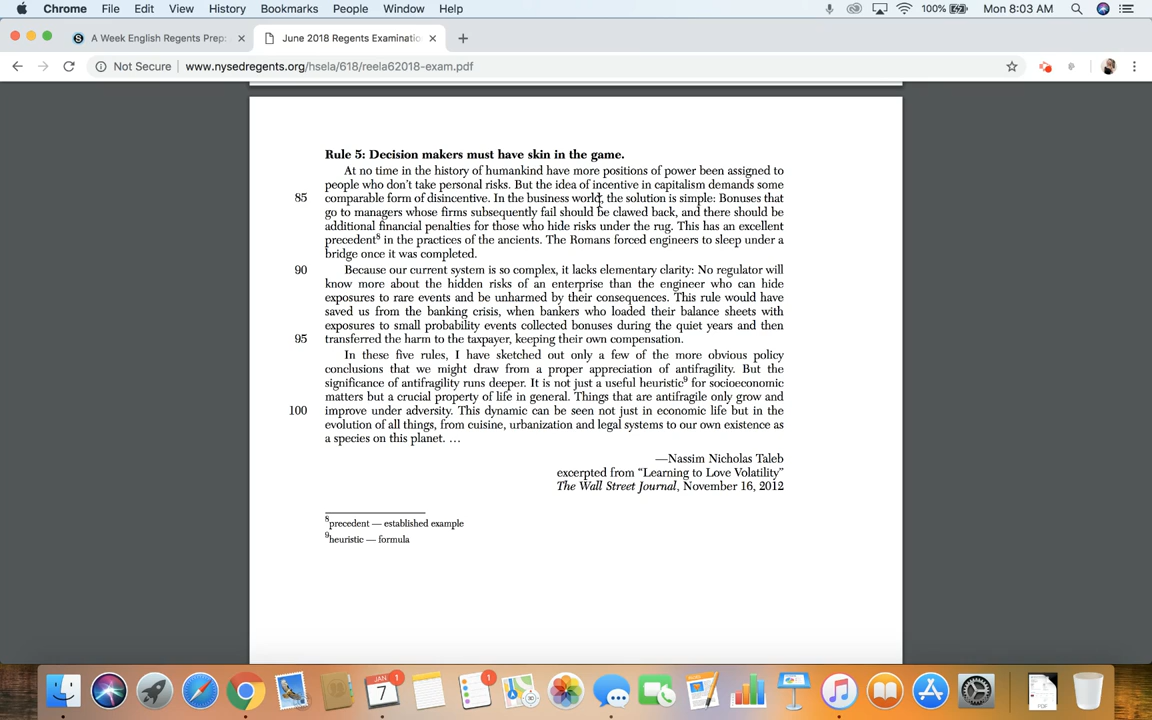 Chrome File Edit View History Bookmarks People Window Help 100% Mon 8:03 AM
A Week English Regents Prep: June 2018 Regents Examinatio
Not Secure www.nysedregents.org/hsela/618/reela62018-exam.pdf
Rule 5: Decision makers must have skin in the game.
At no time in the history of humankind have more positions of power been assigned to
people who don't take personal risks. But the idea of incentive in capitalism demands some
85 comparable form of disincentive. In the business world, the solution is simple: Bonuses that
go to managers whose firms subsequently fail should be clawed back, and there should be
additional financial penalties for those who hide risks under the rug. This has an excellent
precedent8 in the practices of the ancients. The Romans forced engineers to sleep under a
bridge once it was completed.
90 Because our current system is so complex, it lacks elementary clarity: No regulator will
know more about the hidden risks of an enterprise than the engineer who can hide
exposures to rare events and be unharmed by their consequences. This rule would have
saved us from the banking crisis, when bankers who loaded their balance sheets with
exposures to small probability events collected bonuses during the quiet years and then
95 transferred the harm to the taxpayer, keeping their own compensation.
In these five rules, I have sketched out only a few of the more obvious policy
conclusions that we might draw from a proper appreciation of antifragility. But the
significance of antifragility runs deeper. It is not just a useful heuristic9 for socioeconomic
matters but a crucial property of life in general. Things that are antifragile only grow and
100 improve under adversity. This dynamic can be seen not just in economic life but in the
evolution of all things, from cuisine, urbanization and legal systems to our own existence as
a species on this planet. …
—Nassim Nicholas Taleb
excerpted from "Learning to Love Volatility"
The Wall Street Journal, November 16, 2012
8precedent — established example
9heuristic — formula
1
7
1
1
PDF